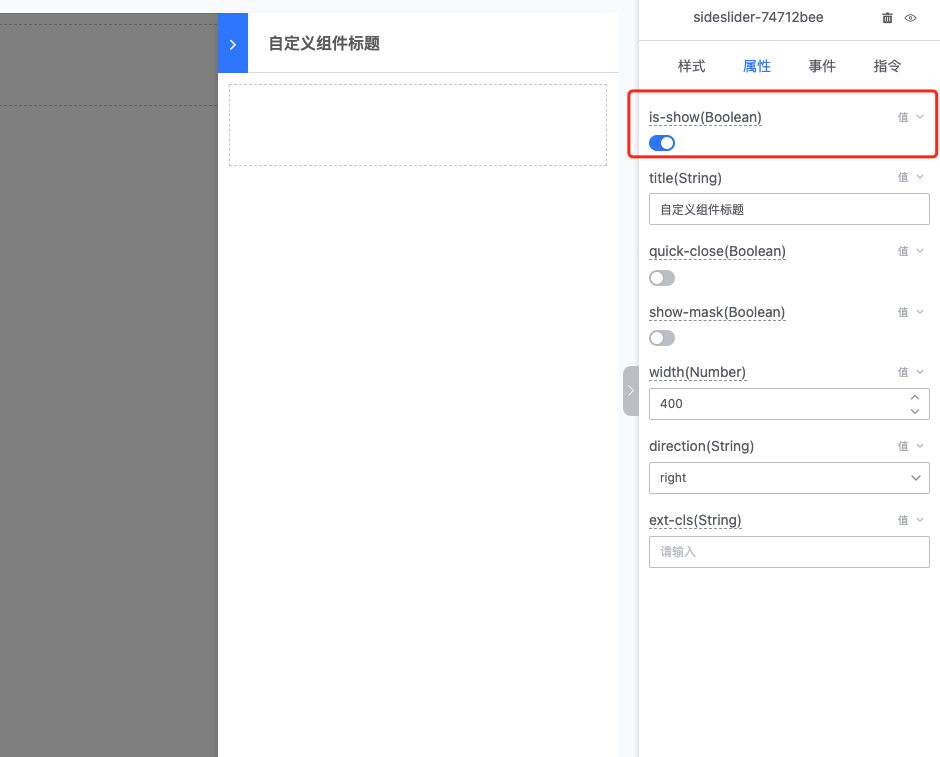 自定义组件标题
sideslider-74712bee
样式 属性 事件 指令
is-show(Boolean) 值
title(String) 值
自定义组件标题
quick-close(Boolean) 值
show-mask(Boolean) 值
width(Number) 值
400
direction(String) 值
right
ext-cls(String) 值
请输入